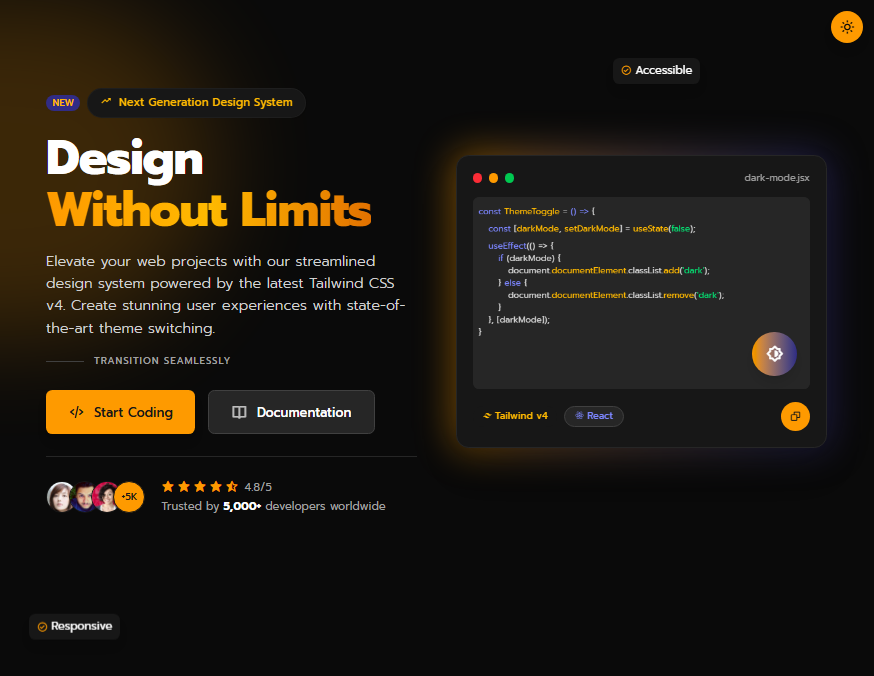 Accessible
NEW
Next Generation Design System
Design
Without Limits
Elevate your web projects with our streamlined
design system powered by the latest Tailwind CSS
v4. Create stunning user experiences with state-of-
the-art theme switching.
TRANSITION SEAMLESSLY
Start Coding
Documentation
+5K
4.8/5
Trusted by 5,000+ developers worldwide
dark-mode.jsx
const ThemeToggle = () => {
const [darkMode, setDarkMode] = useState(false);
useEffect(() => {
if (darkMode) {
document.documentElement.classList.add('dark');
} else {
document.documentElement.classList.remove('dark');
}
}, [darkMode]);
}
Tailwind v4
React
Responsive